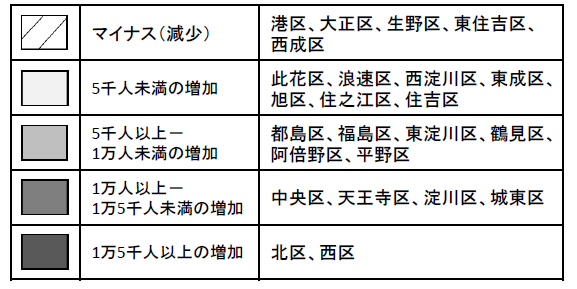 マイナス(減少)
港区、大正区、生野区、東住吉区、
西成区
5千人未満の増加
此花区、浪速区、西淀川区、東成区、
旭区、住之江区、住吉区
5千人以上－
1万人未満の増加
都島区、福島区、東淀川区、鶴見区、
阿倍野区、平野区
1万人以上－
1万5千人未満の増加
中央区、天王寺区、淀川区、城東区
1万5千人以上の増加
北区、西区